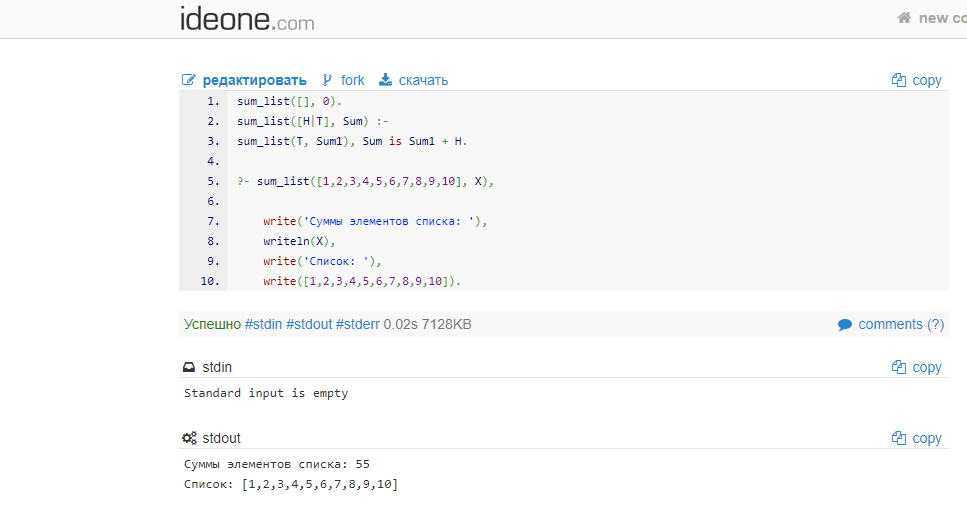 ideone.com
new co
редактировать fork скачать copy
1. sum_list([], 0).
2. sum_list([H|T], Sum) :-
3. sum_list(T, Sum1), Sum is Sum1 + H.
4.
5. ?- sum_list([1,2,3,4,5,6,7,8,9,10], X),
6.
7. write('Суммы элементов списка: '),
8. writeln(X),
9. write('Список: '),
10. write([1,2,3,4,5,6,7,8,9,10]).
Успешно #stdin #stdout #stderr 0.02s 7128KB comments (?)
stdin copy
Standard input is empty
stdout copy
Суммы элементов списка: 55
Список: [1,2,3,4,5,6,7,8,9,10]